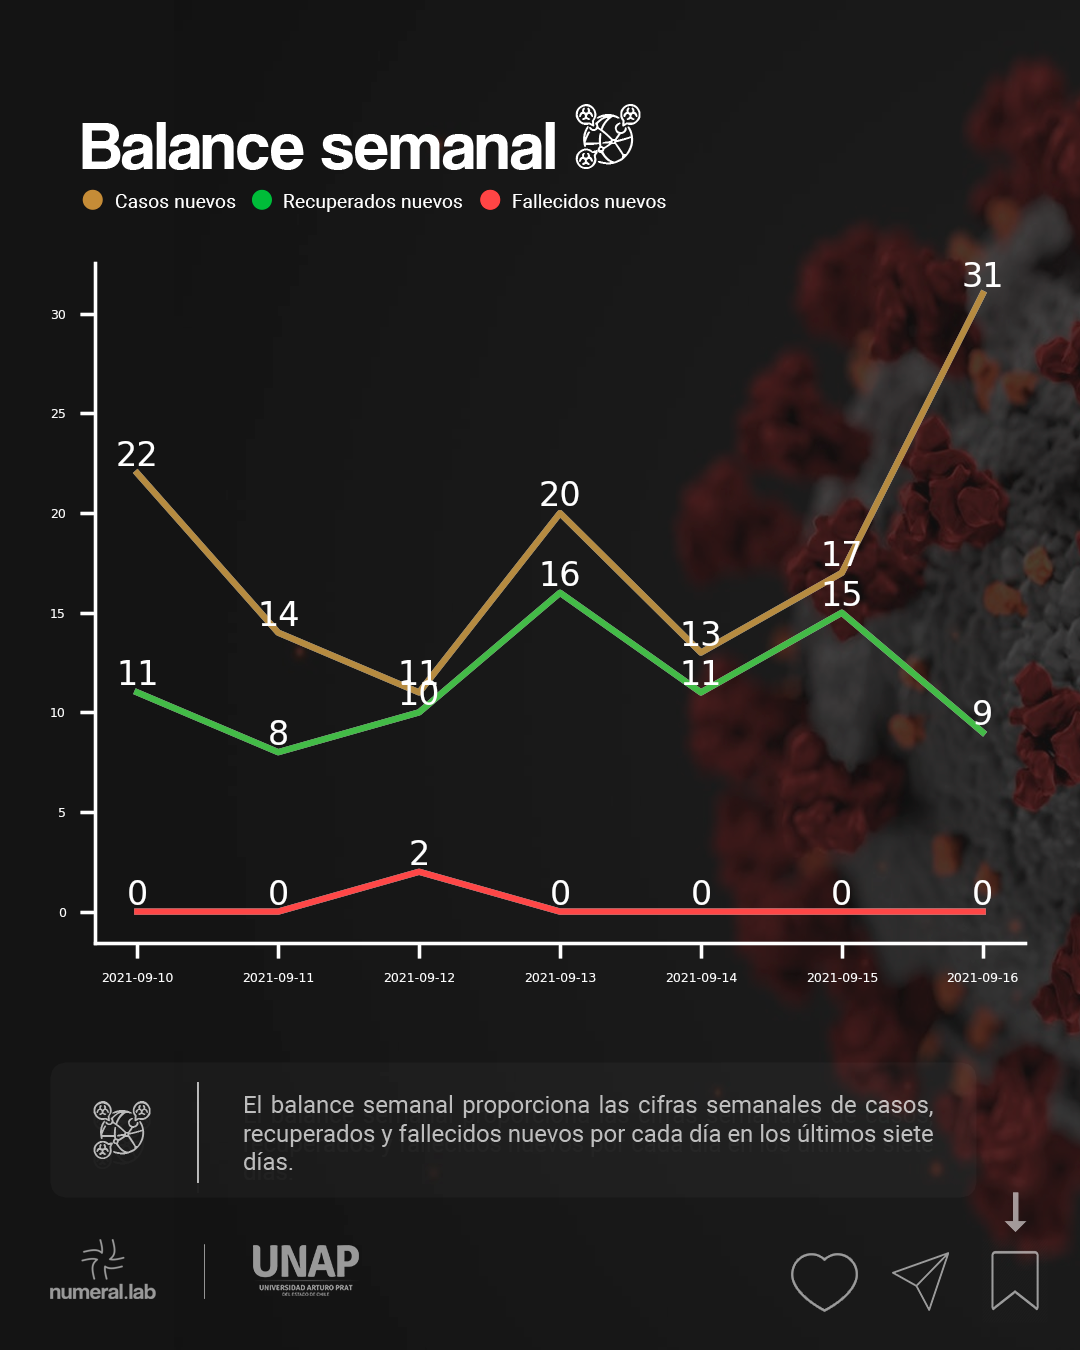 Balance semanal
Casos nuevos Recuperados nuevos Fallecidos nuevos
31
30
25
22
20
20
17
16
15
15
14
13
11
11
11
10
10
9
8
5
2
0 0 0 0 0 0
0
2021-09-10 2021-09-11 2021-09-12 2021-09-13 2021-09-14 2021-09-15 2021-09-16
El balance semanal proporciona las cifras semanales de casos,
recuperados y fallecidos nuevos por cada día en los últimos siete
días.
numeral.lab
UNAP
UNIVERSIDAD ARTURO PRAT
DEL ESTADO DE CHILE